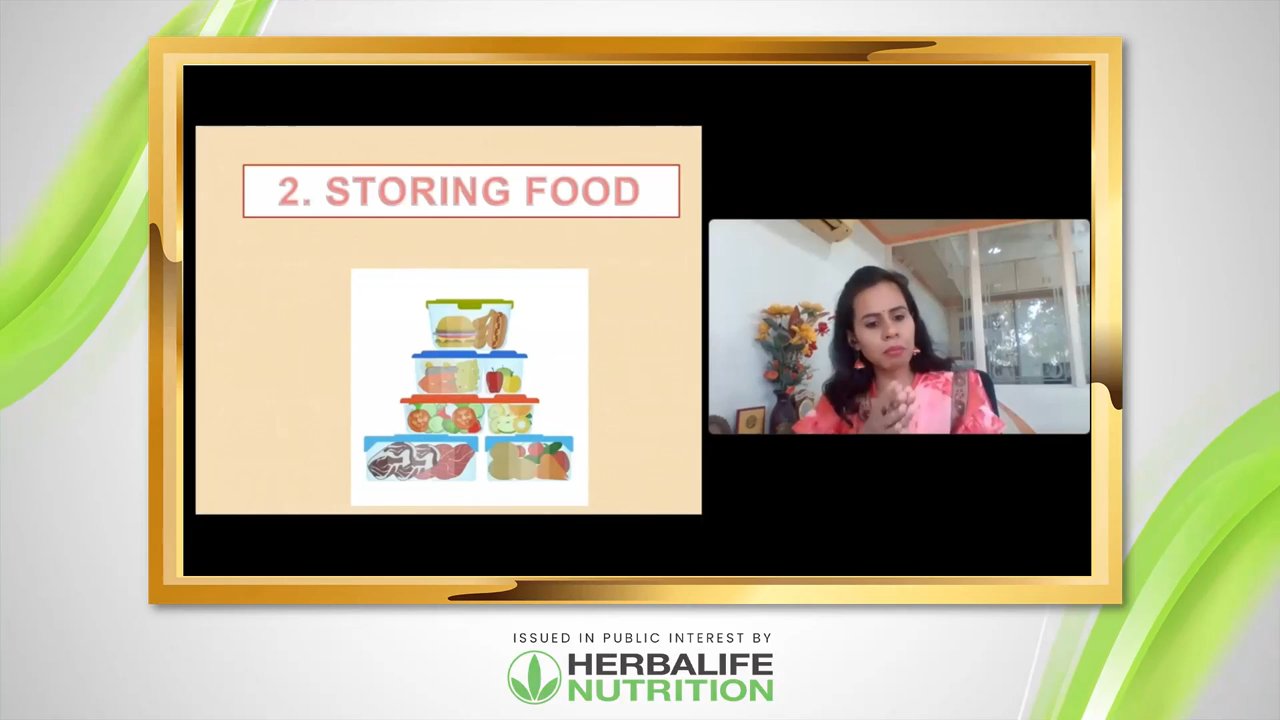 2. STORING FOOD
ISSUED IN PUBLIC INTEREST BY
HERBALIFE
NUTRITION